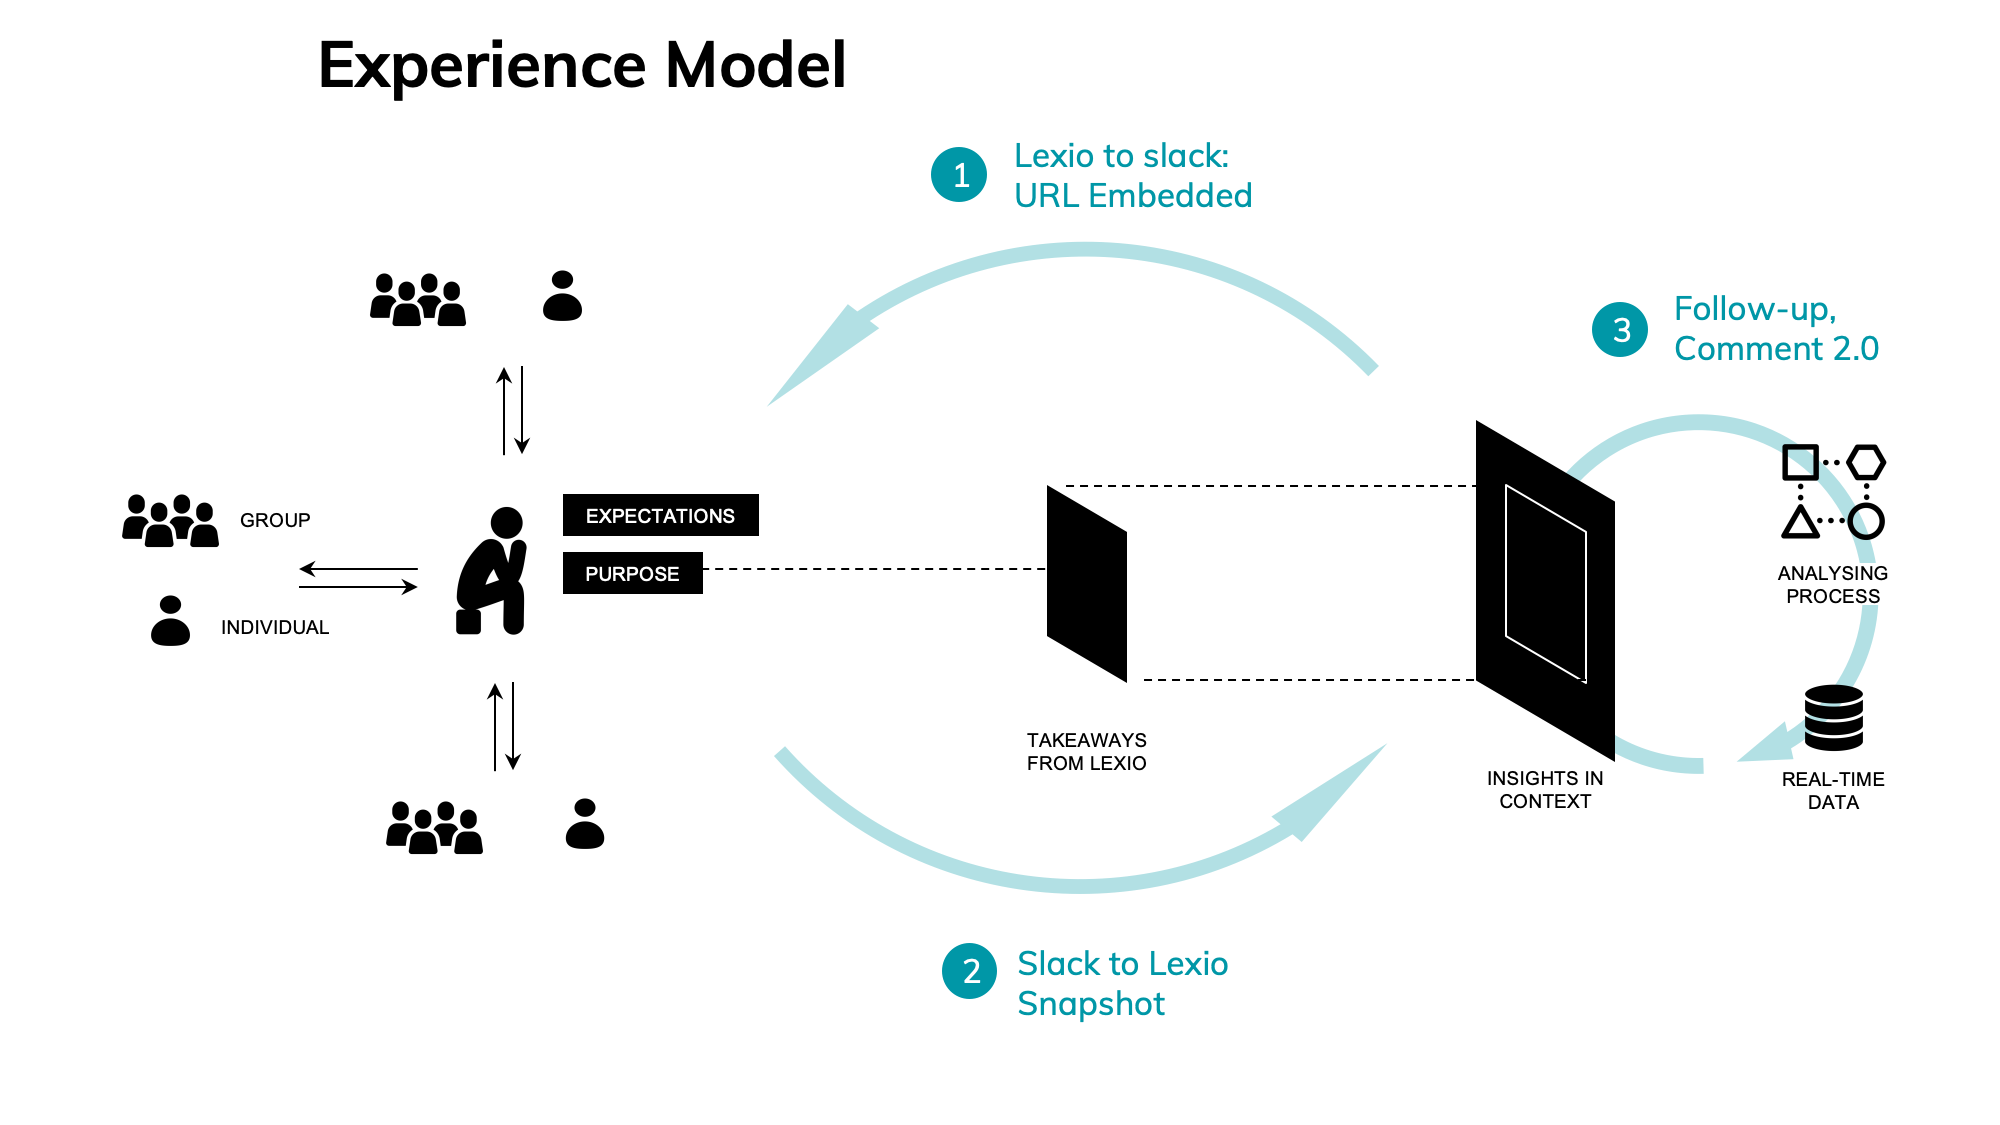 Experience Model
1
Lexio to slack:
URL Embedded
3
Follow-up,
Comment 2.0
GROUP
INDIVIDUAL
EXPECTATIONS
PURPOSE
ANALYSING
PROCESS
TAKEAWAYS
FROM LEXIO
INSIGHTS IN
CONTEXT
REAL-TIME
DATA
2
Slack to Lexio
Snapshot